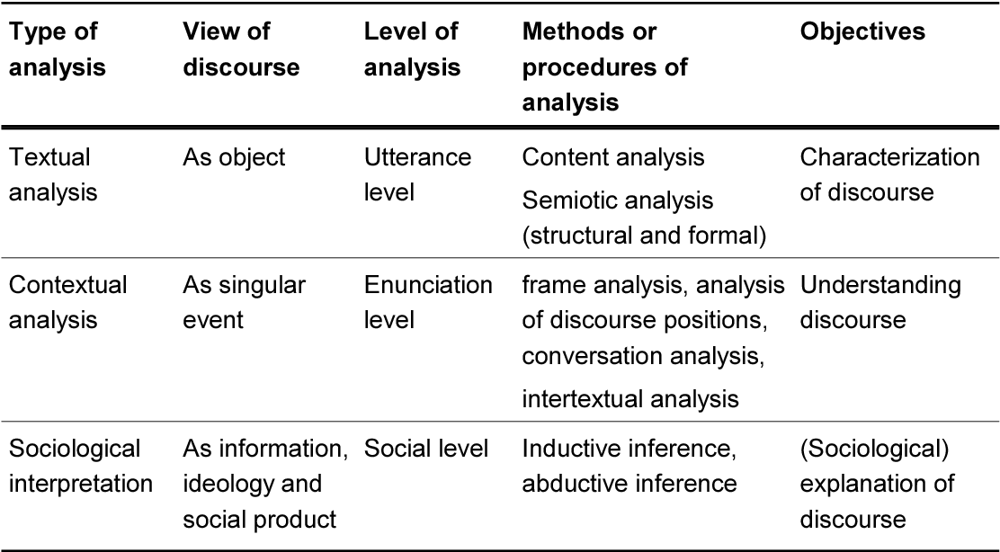 Type of analysis
View of discourse
Level of analysis
Methods or procedures of analysis
Objectives
Textual analysis
As object
Utterance level
Content analysis
Semiotic analysis (structural and formal)
Characterization of discourse
Contextual analysis
As singular event
Enunciation level
frame analysis, analysis of discourse positions, conversation analysis,
intertextual analysis
Understanding discourse
Sociological interpretation
As information, ideology and social product
Social level
Inductive inference, abductive inference
(Sociological) explanation of discourse